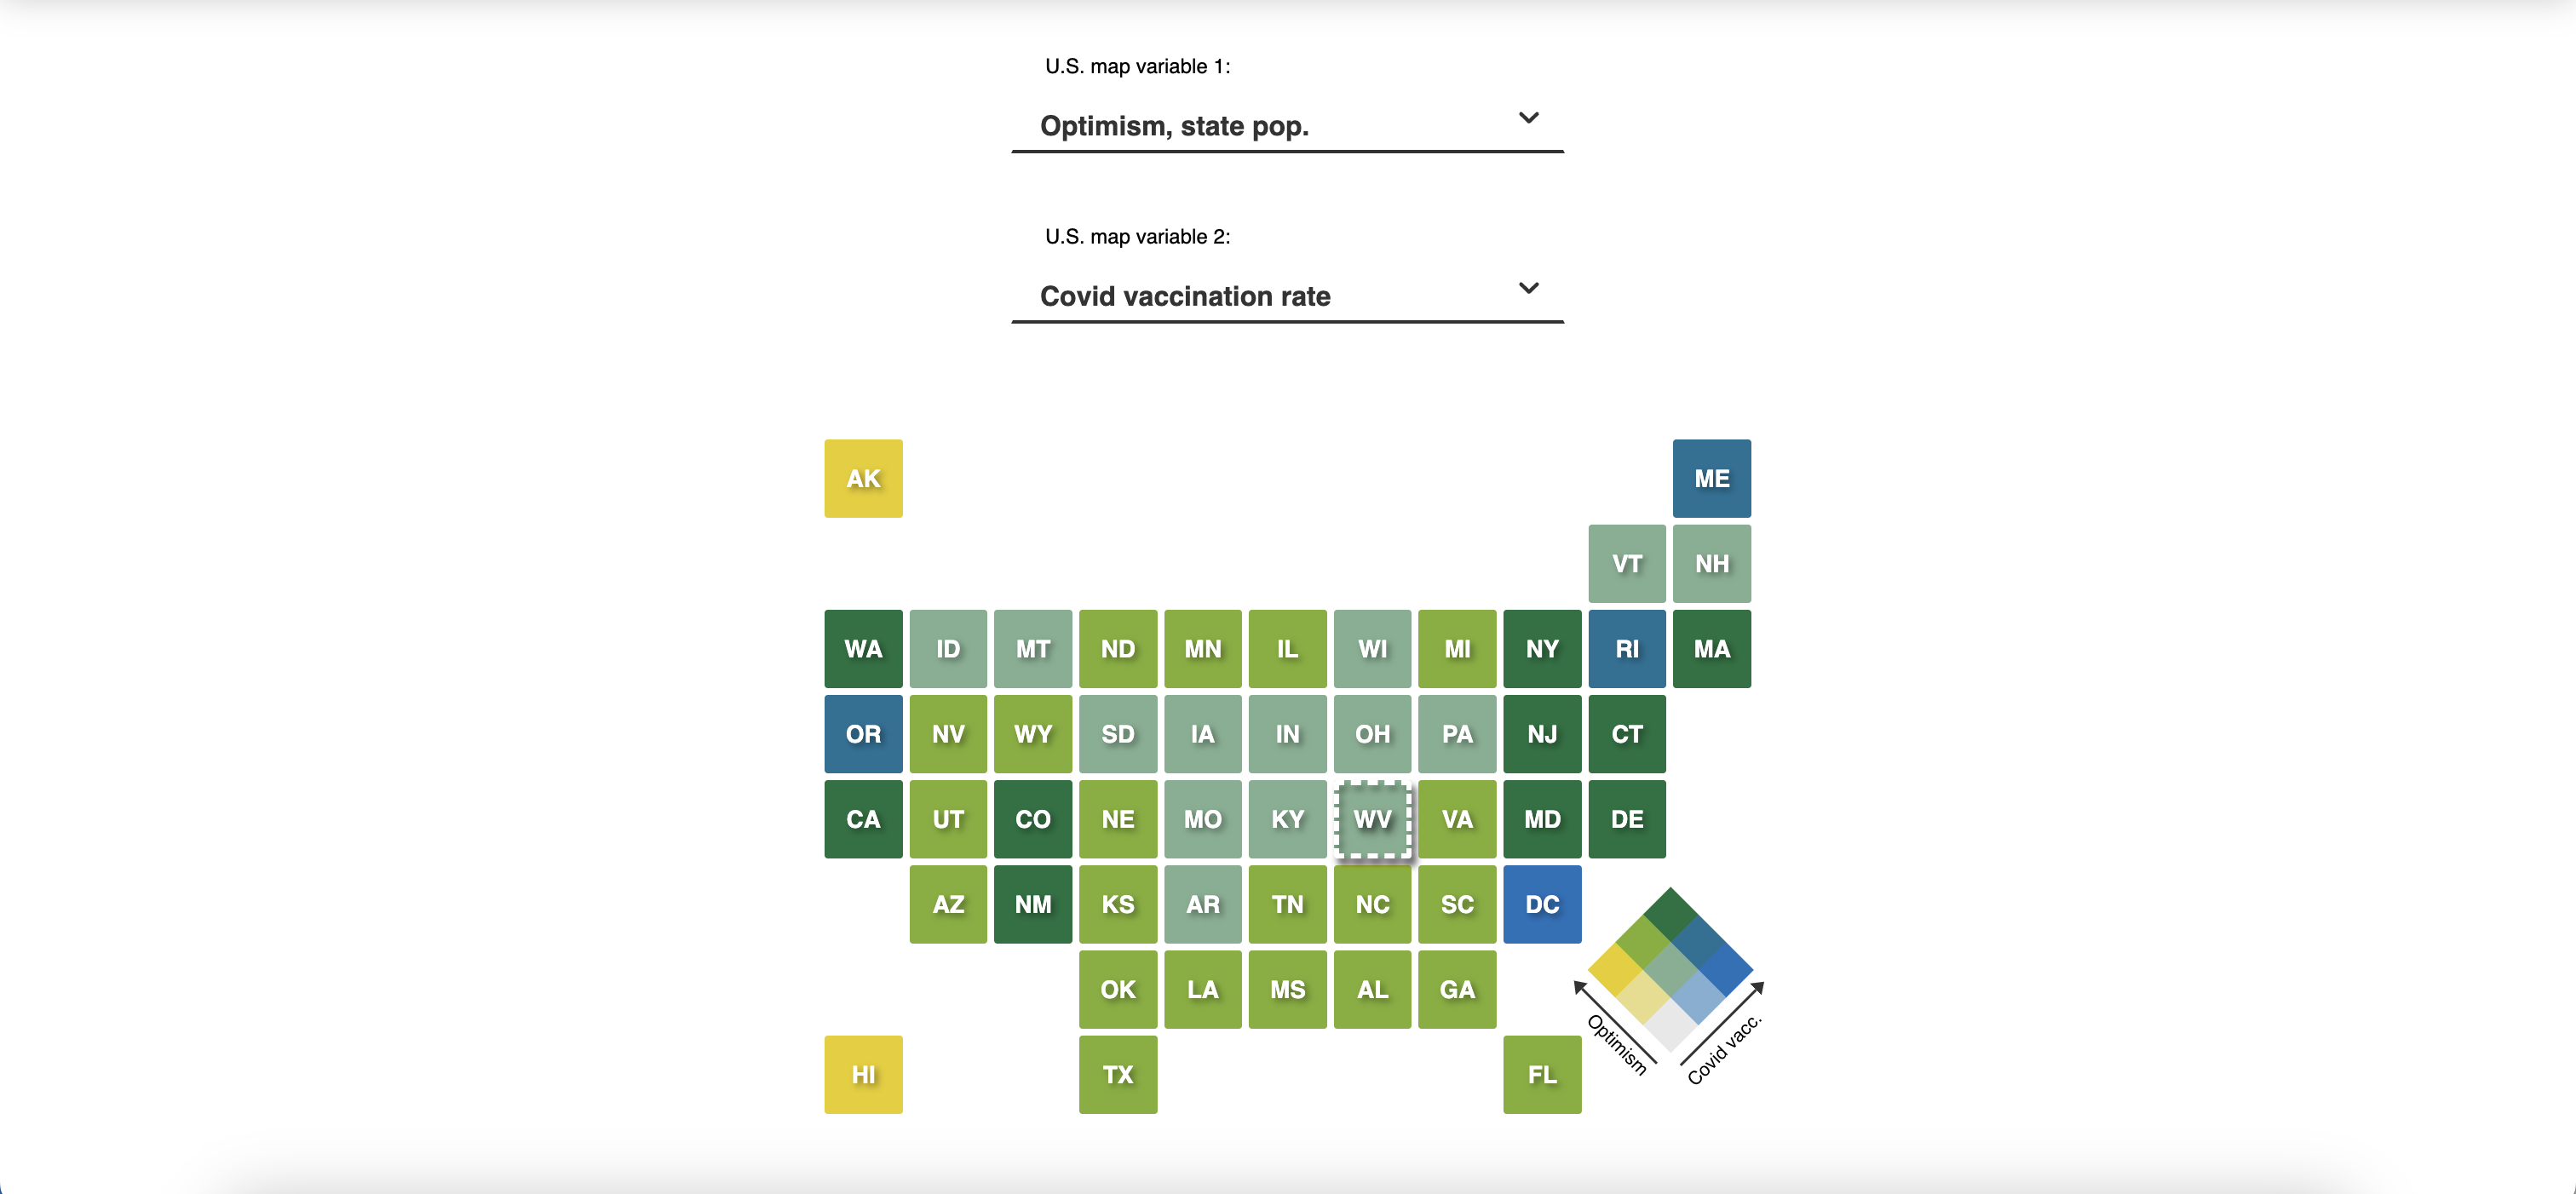 U.S. map variable 1:
Optimism, state pop.
U.S. map variable 2:
Covid vaccination rate
AK ME
VT NH
WA ID MT ND MN IL WI MI NY RI MA
OR NV WY SD IA IN OH PA NJ CT
CA UT CO NE MO KY WV VA MD DE
AZ NM KS AR TN NC SC DC
OK LA MS AL GA
HI TX FL
Optimism
Covid vacc.